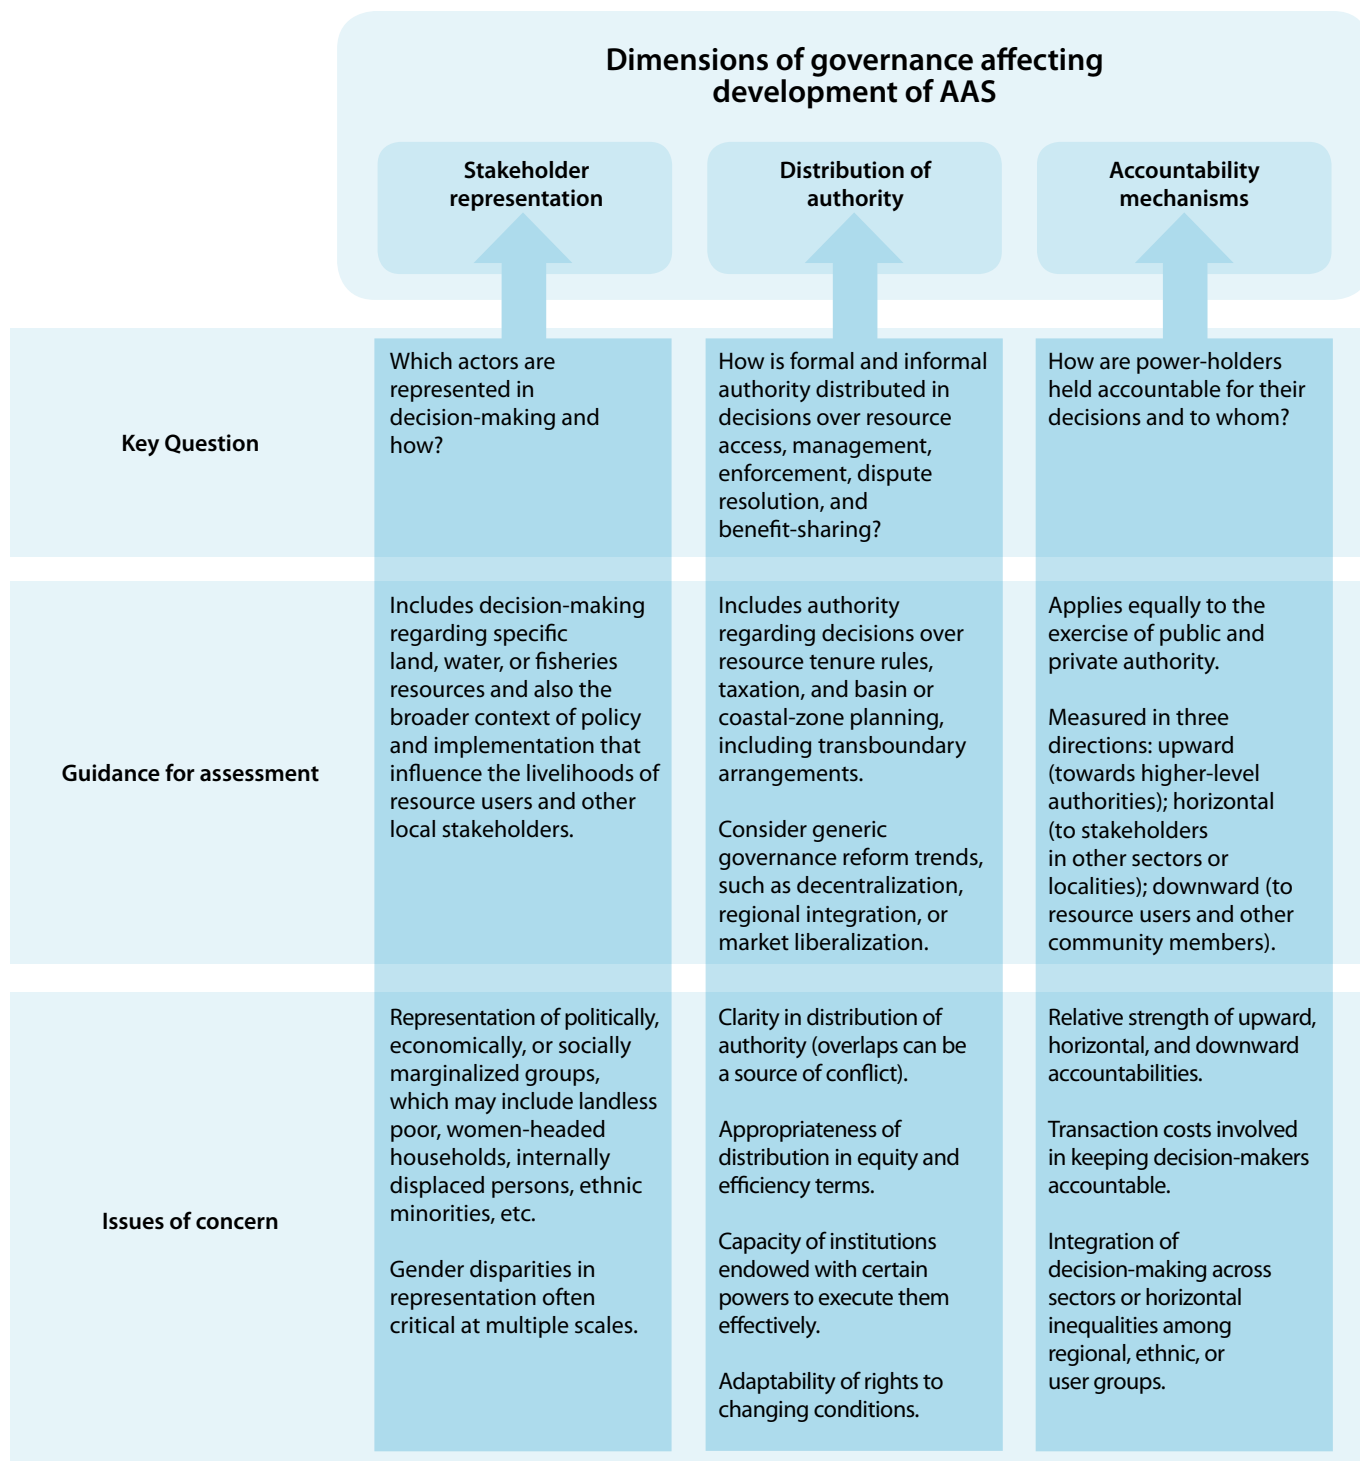 Dimensions of governance affecting
development of AAS
Stakeholder
representation
Distribution of
authority
Accountability
mechanisms
Key Question
Which actors are
represented in
decision-making and
how?
How is formal and informal
authority distributed in
decisions over resource
access, management,
enforcement, dispute
resolution, and
benefit-sharing?
How are power-holders
held accountable for their
decisions and to whom?
Guidance for assessment
Includes decision-making
regarding specific
land, water, or fisheries
resources and also the
broader context of policy
and implementation that
influence the livelihoods of
resource users and other
local stakeholders.
Includes authority
regarding decisions over
resource tenure rules,
taxation, and basin or
coastal-zone planning,
including transboundary
arrangements.
Consider generic
governance reform trends,
such as decentralization,
regional integration, or
market liberalization.
Applies equally to the
exercise of public and
private authority.
Measured in three
directions: upward
(towards higher-level
authorities); horizontal
(to stakeholders
in other sectors or
localities); downward (to
resource users and other
community members).
Issues of concern
Representation of politically,
economically, or socially
marginalized groups,
which may include landless
poor, women-headed
households, internally
displaced persons, ethnic
minorities, etc.
Gender disparities in
representation often
critical at multiple scales.
Clarity in distribution of
authority (overlaps can be
a source of conflict).
Appropriateness of
distribution in equity and
efficiency terms.
Capacity of institutions
endowed with certain
powers to execute them
effectively.
Adaptability of rights to
changing conditions.
Relative strength of upward,
horizontal, and downward
accountabilities.
Transaction costs involved
in keeping decision-makers
accountable.
Integration of
decision-making across
sectors or horizontal
inequalities among
regional, ethnic, or
user groups.